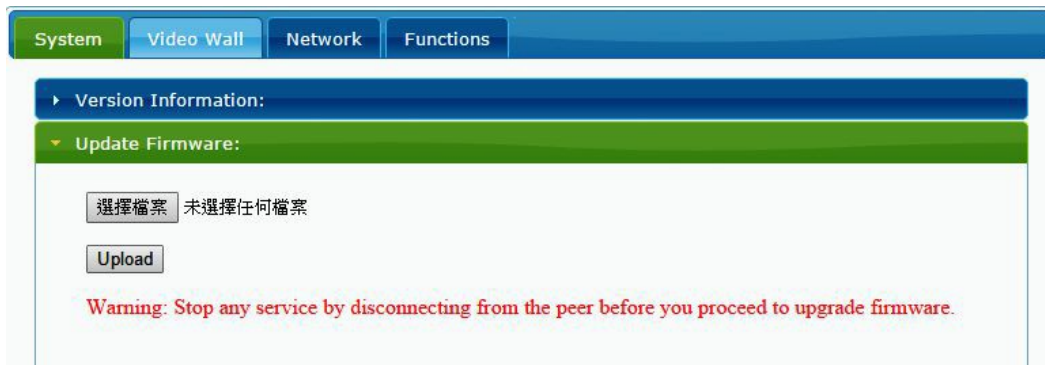 System Video Wall Network Functions
Version Information:
Update Firmware:
選擇檔案 未選擇任何檔案
Upload
Warning: Stop any service by disconnecting from the peer before you proceed to upgrade firmware.